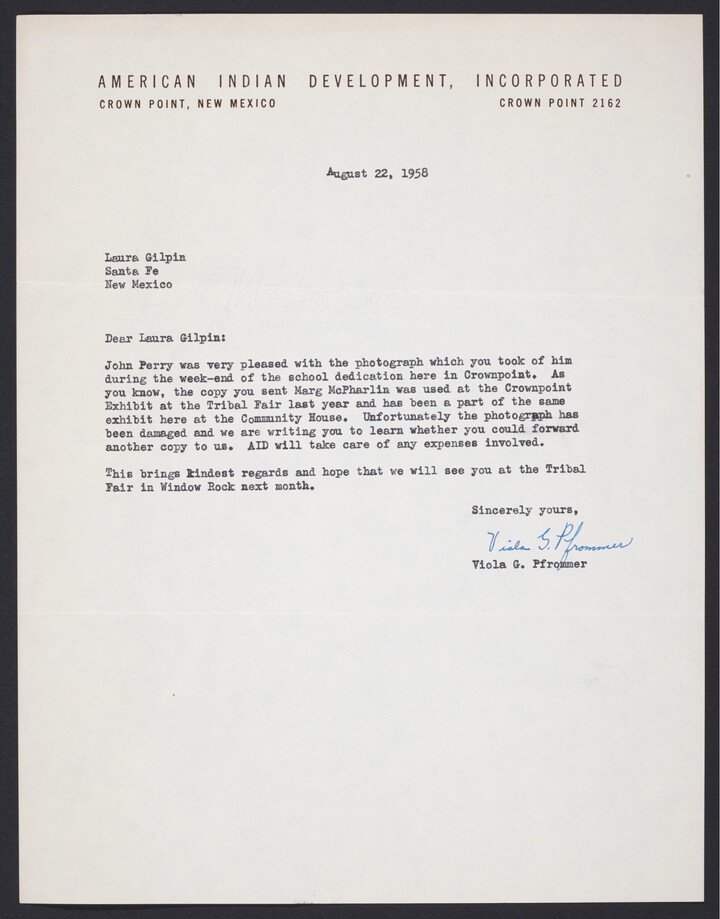 AMERICAN INDIAN DEVELOPMENT, INCORPORATED
CROWN POINT, NEW MEXICO CROWN POINT 2162
August 22, 1958
Laura Gilpin
Santa Fe
New Mexico
Dear Laura Gilpin:
John Perry was very pleased with the photograph which you took of him
during the week-end of the school dedication here in Crownpoint. As
you know, the copy you sent Marg McPharlin was used at the Crownpoint
Exhibit at the Tribal Fair last year and has been a part of the same
exhibit here at the Community House. Unfortunately the photograph has
been damaged and we are writing you to learn whether you could forward
another copy to us. AID will take care of any expenses involved.
This brings kindest regards and hope that we will see you at the Tribal
Fair in Window Rock next month.
Sincerely yours,
Viola G. Pfrommer
Viola G. Pfrommer